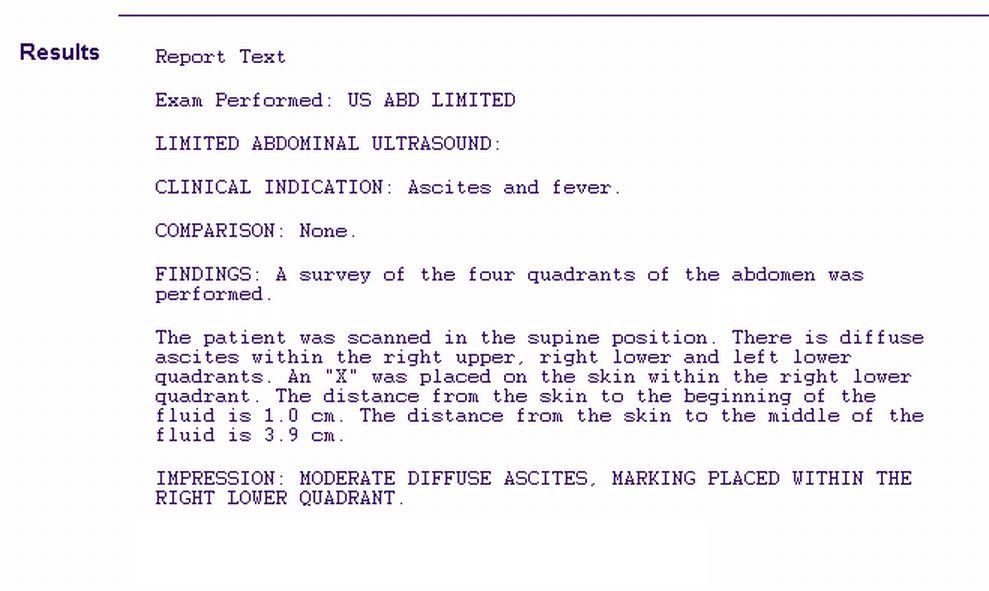 Results
Report Text
Exam Performed: US ABD LIMITED
LIMITED ABDOMINAL ULTRASOUND:
CLINICAL INDICATION: Ascites and fever.
COMPARISON: None.
FINDINGS: A survey of the four quadrants of the abdomen was
performed.
The patient was scanned in the supine position. There is diffuse
ascites within the right upper, right lower and left lower
quadrants. An "X" was placed on the skin within the right lower
quadrant. The distance from the skin to the beginning of the
fluid is 1.0 cm. The distance from the skin to the middle of the
fluid is 3.9 cm.
IMPRESSION: MODERATE DIFFUSE ASCITES, MARKING PLACED WITHIN THE
RIGHT LOWER QUADRANT.